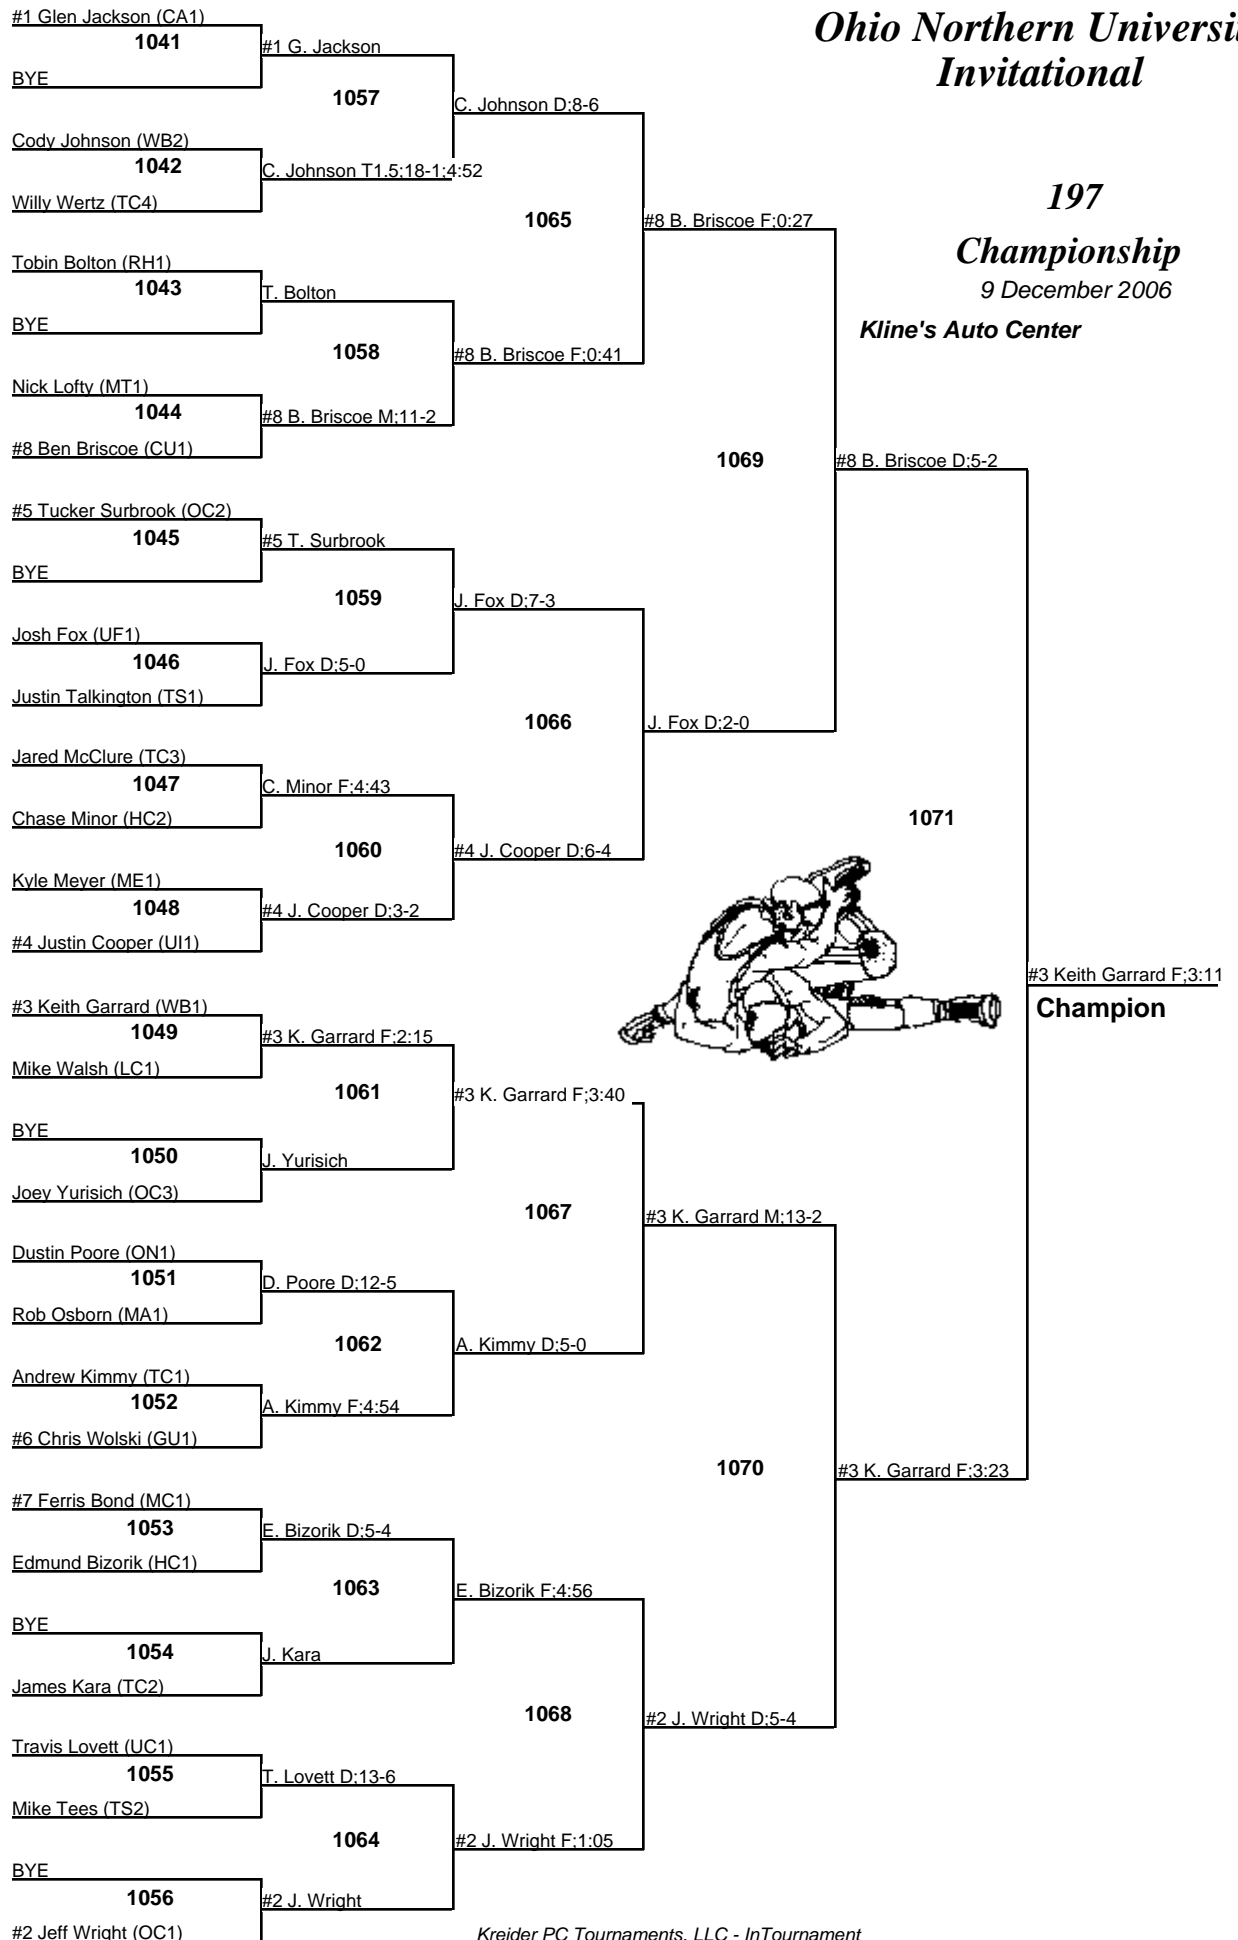 Ohio Northern Universi
Invitational
197
Championship
9 December 2006
Kline's Auto Center
#1 Glen Jackson (CA1)
1041
BYE
Cody Johnson (WB2)
1042
Willy Wertz (TC4)
Tobin Bolton (RH1)
1043
BYE
Nick Lofty (MT1)
1044
#8 Ben Briscoe (CU1)
#5 Tucker Surbrook (OC2)
1045
BYE
Josh Fox (UF1)
1046
Justin Talkington (TS1)
Jared McClure (TC3)
1047
Chase Minor (HC2)
Kyle Meyer (ME1)
1048
#4 Justin Cooper (UI1)
#3 Keith Garrard (WB1)
1049
Mike Walsh (LC1)
BYE
1050
Joey Yurisich (OC3)
Dustin Poore (ON1)
1051
Rob Osborn (MA1)
Andrew Kimmy (TC1)
1052
#6 Chris Wolski (GU1)
#7 Ferris Bond (MC1)
1053
Edmund Bizorik (HC1)
BYE
1054
James Kara (TC2)
Travis Lovett (UC1)
1055
Mike Tees (TS2)
BYE
1056
#2 Jeff Wright (OC1)
#1 G. Jackson
1057
C. Johnson T1.5;18-1;4:52
T. Bolton
1058
#8 B. Briscoe M;11-2
#5 T. Surbrook
1059
J. Fox D;5-0
C. Minor F;4:43
1060
#4 J. Cooper D;3-2
#3 K. Garrard F;2:15
1061
J. Yurisich
D. Poore D;12-5
1062
A. Kimmy F;4:54
E. Bizorik D;5-4
1063
J. Kara
T. Lovett D;13-6
1064
#2 J. Wright
C. Johnson D;8-6
1065
#8 B. Briscoe F;0:41
J. Fox D;7-3
1066
#4 J. Cooper D;6-4
#3 K. Garrard F;3:40
1067
A. Kimmy D;5-0
E. Bizorik F;4:56
1068
#2 J. Wright F;1:05
#8 B. Briscoe F;0:27
1069
J. Fox D;2-0
#3 K. Garrard M;13-2
1070
#2 J. Wright D;5-4
#8 B. Briscoe D;5-2
1071
#3 K. Garrard F;3:23
#3 Keith Garrard F;3:11
Champion
Kreider PC Tournaments, LLC - InTournament